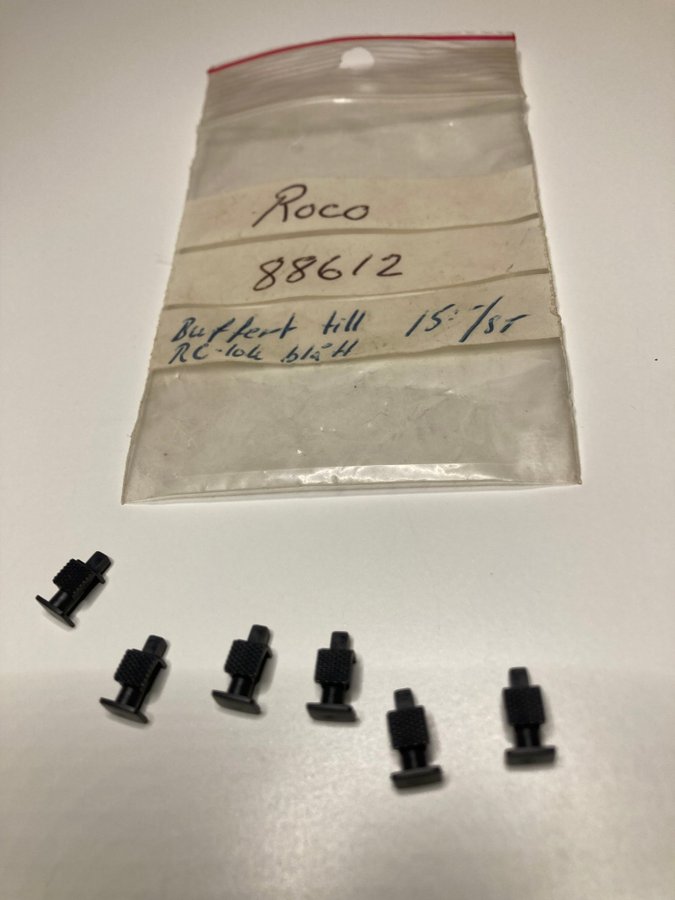 Roco
88612
Buffert till 15:-/st
RC-lok blått